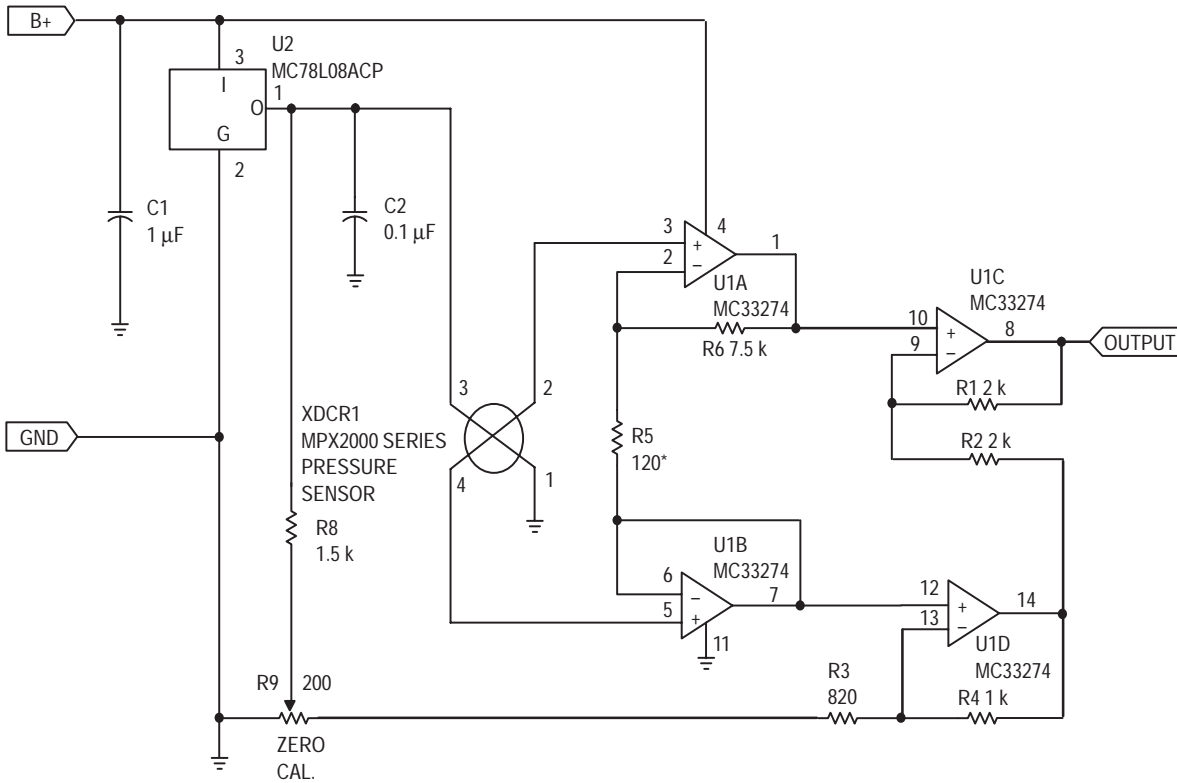 B+
U2
MC78L08ACP
3
I
1
O
G
2
C1
1 µF
C2
0.1 µF
3
4
1
2
+
−
U1A
MC33274
R6 7.5 k
U1C
MC33274
10
8
9
+
−
OUTPUT
R1 2 k
R2 2 k
GND
XDCR1
MPX2000 SERIES
PRESSURE
SENSOR
3
2
4
1
R5
120*
R8
1.5 k
U1B
MC33274
6
−
7
5
+
11
12
14
13
+
−
U1D
MC33274
R9 200
R3
820
R4 1 k
ZERO
CAL.